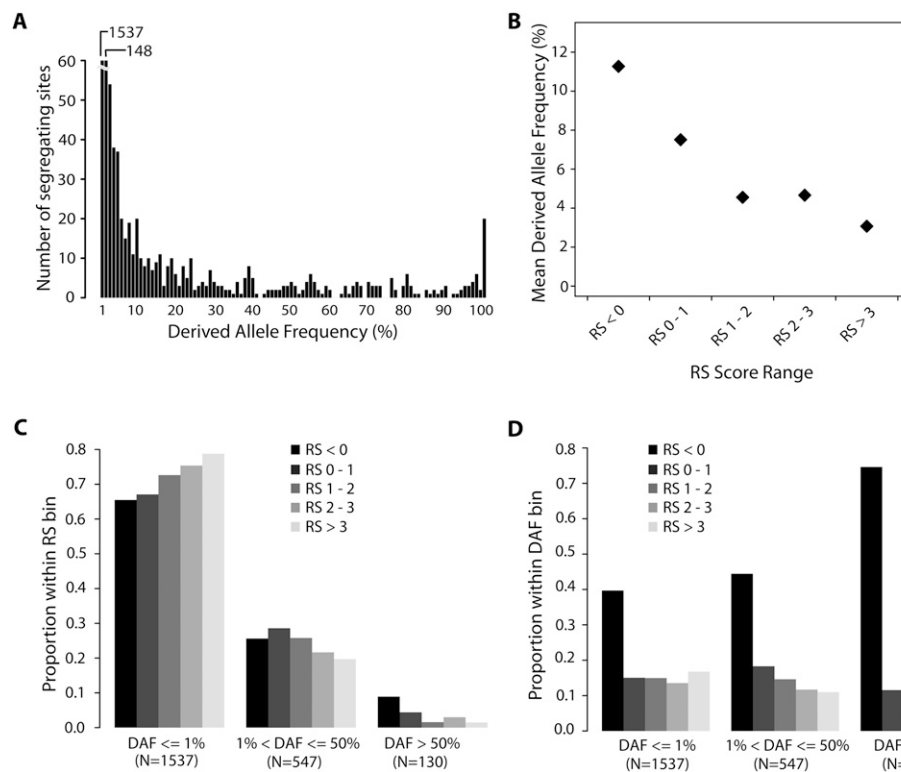 A
1537
148
Number of segregating sites
60
50
40
30
20
10
0
1 10 20 30 40 50 60 70 80 90 100
Derived Allele Frequency (%)
B
Mean Derived Allele Frequency (%)
12
10
8
6
4
2
0
RS < 0 RS 0 - 1 RS 1 - 2 RS 2 - 3 RS > 3
RS Score Range
C
Proportion within RS bin
0.8
0.7
0.6
0.5
0.4
0.3
0.2
0.1
0.0
RS < 0
RS 0 - 1
RS 1 - 2
RS 2 - 3
RS > 3
DAF <= 1% 1% < DAF <= 50% DAF > 50%
(N=1537) (N=547) (N=130)
D
Proportion within DAF bin
0.8
0.7
0.6
0.5
0.4
0.3
0.2
0.1
0.0
RS < 0
RS 0 - 1
RS 1 - 2
RS 2 - 3
RS > 3
DAF <= 1% 1% < DAF <= 50% DAF
(N=1537) (N=547) (N=